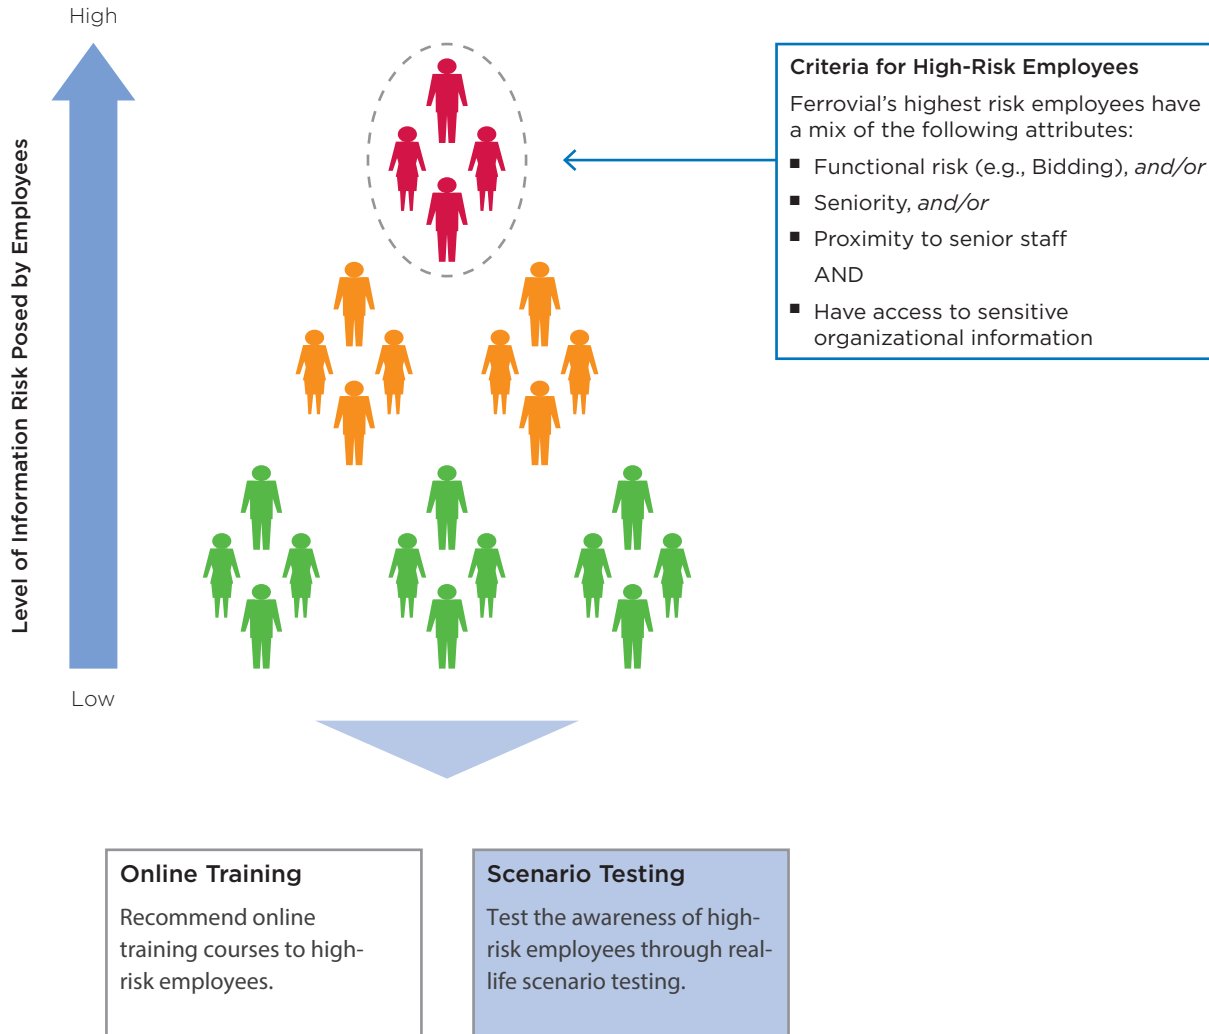 High
Level of Information Risk Posed by Employees
Low
Criteria for High-Risk Employees
Ferrovial’s highest risk employees have
a mix of the following attributes:
■ Functional risk (e.g., Bidding), and/or
■ Seniority, and/or
■ Proximity to senior staff
AND
■ Have access to sensitive
organizational information
Online Training
Recommend online
training courses to high-
risk employees.
Scenario Testing
Test the awareness of high-
risk employees through real-
life scenario testing.